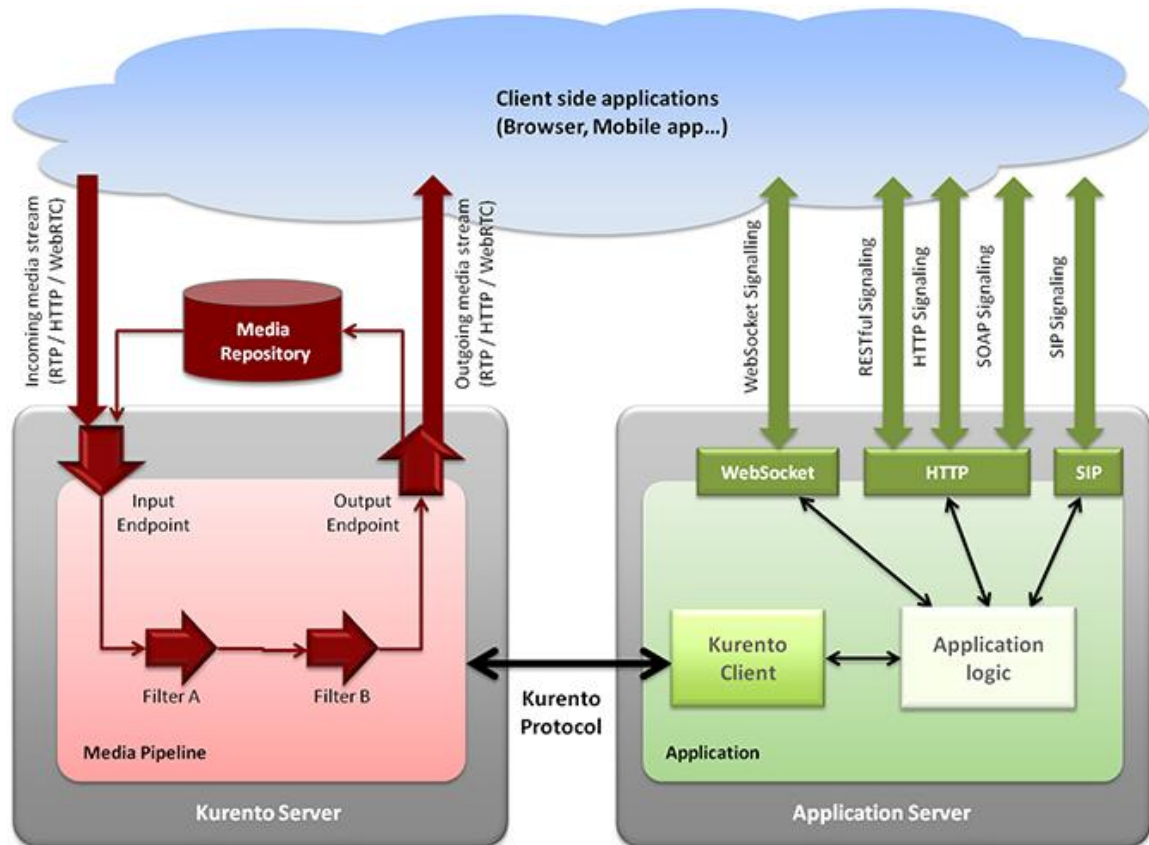 Client side applications
(Browser, Mobile app...)
Incoming media stream
(RTP / HTTP / WebRTC)
Media
Repository
Outgoing media stream
(RTP / HTTP / WebRTC)
WebSocket Signalling
RESTful Signaling
HTTP Signaling
SOAP Signaling
SIP Signaling
Input
Endpoint
Output
Endpoint
Filter A
Filter B
Media Pipeline
Kurento Server
Kurento
Protocol
WebSocket
HTTP
SIP
Kurento
Client
Application
logic
Application
Application Server